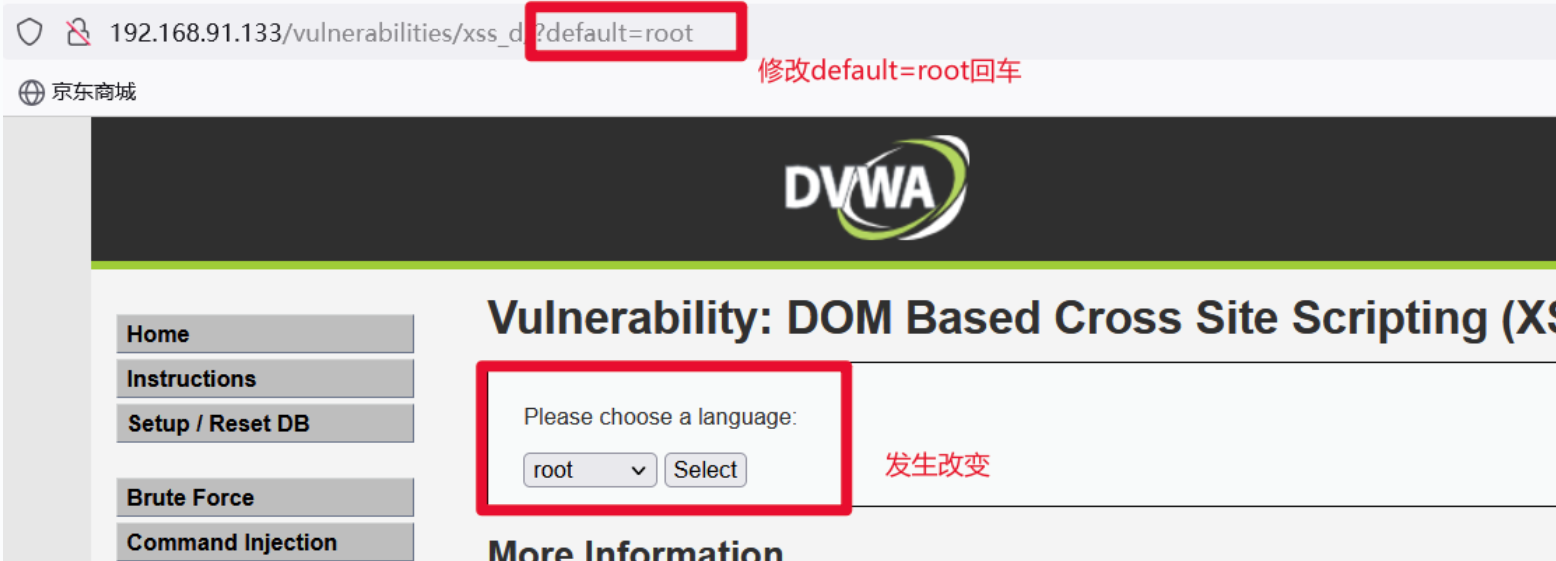 192.168.91.133/vulnerabilities/xss_d/?default=root
修改default=root回车
京东商城
DVWA
Vulnerability: DOM Based Cross Site Scripting (XS
Home
Instructions
Setup / Reset DB
Please choose a language:
root Select
发生改变
Brute Force
Command Injection
More Information